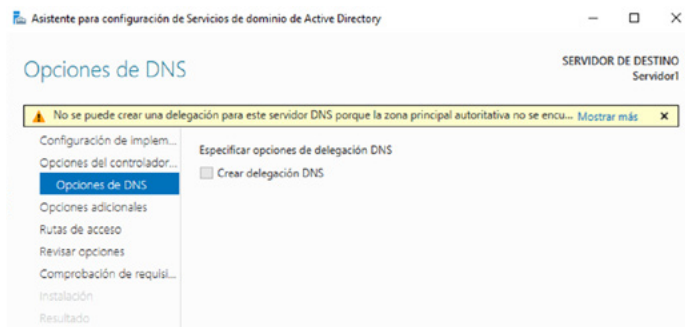 Asistente para configuración de Servicios de dominio de Active Directory
Opciones de DNS
SERVIDOR DE DESTINO
Servidor1
No se puede crear una delegación para este servidor DNS porque la zona principal autoritativa no se encu... Mostrar más
Configuración de implem...
Opciones del controlador...
Opciones de DNS
Opciones adicionales
Rutas de acceso
Revisar opciones
Comprobación de requisi...
Instalación
Resultado
Especificar opciones de delegación DNS
Crear delegación DNS